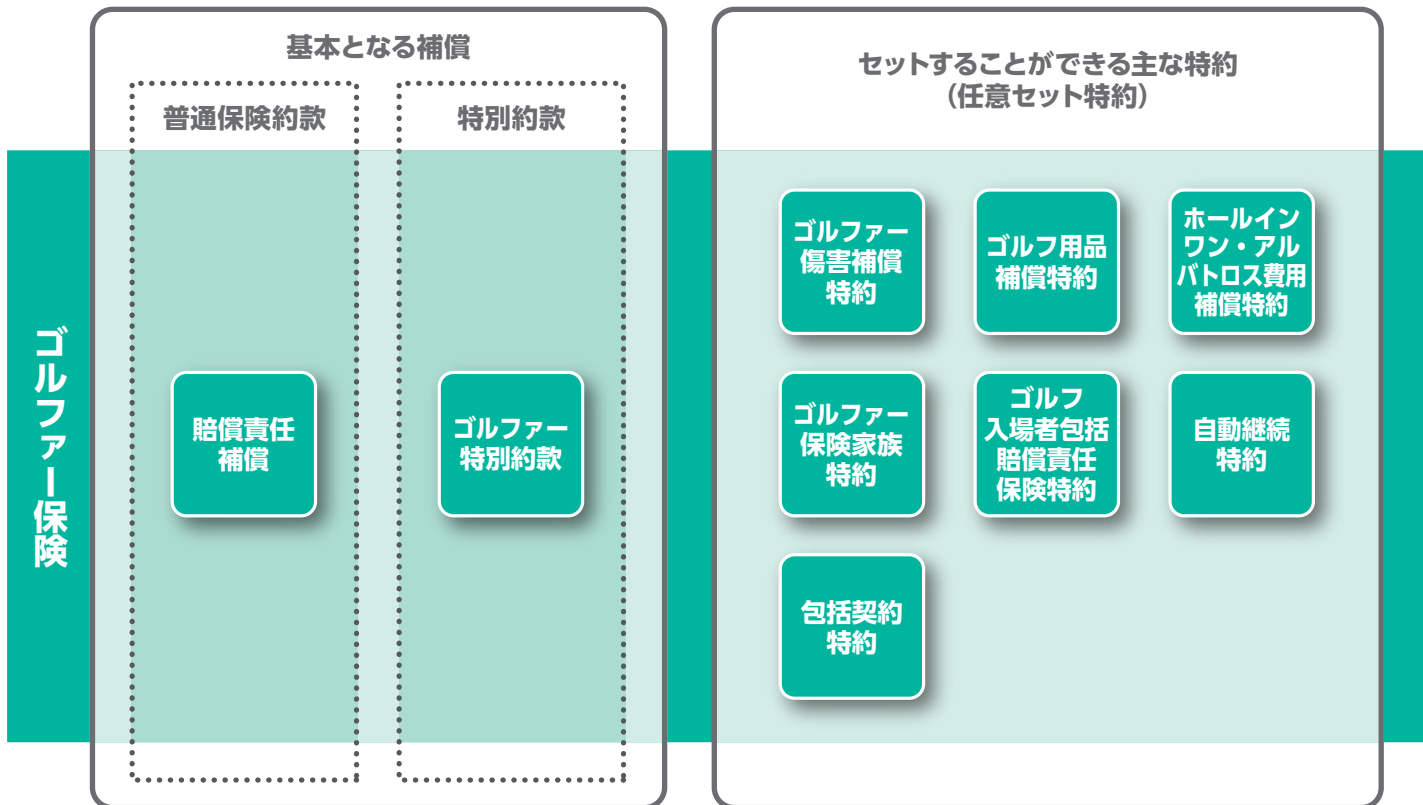 基本となる補償
普通保険約款
特別約款
セットすることができる主な特約
（任意セット特約）
ゴルファー保険
賠償責任
補償
ゴルファー
特別約款
ゴルファー
傷害補償
特約
ゴルフ用品
補償特約
ホールイン
ワン・アル
バトロス費用
補償特約
ゴルファー
保険家族
特約
ゴルフ
入場者包括
賠償責任
保険特約
自動継続
特約
包括契約
特約